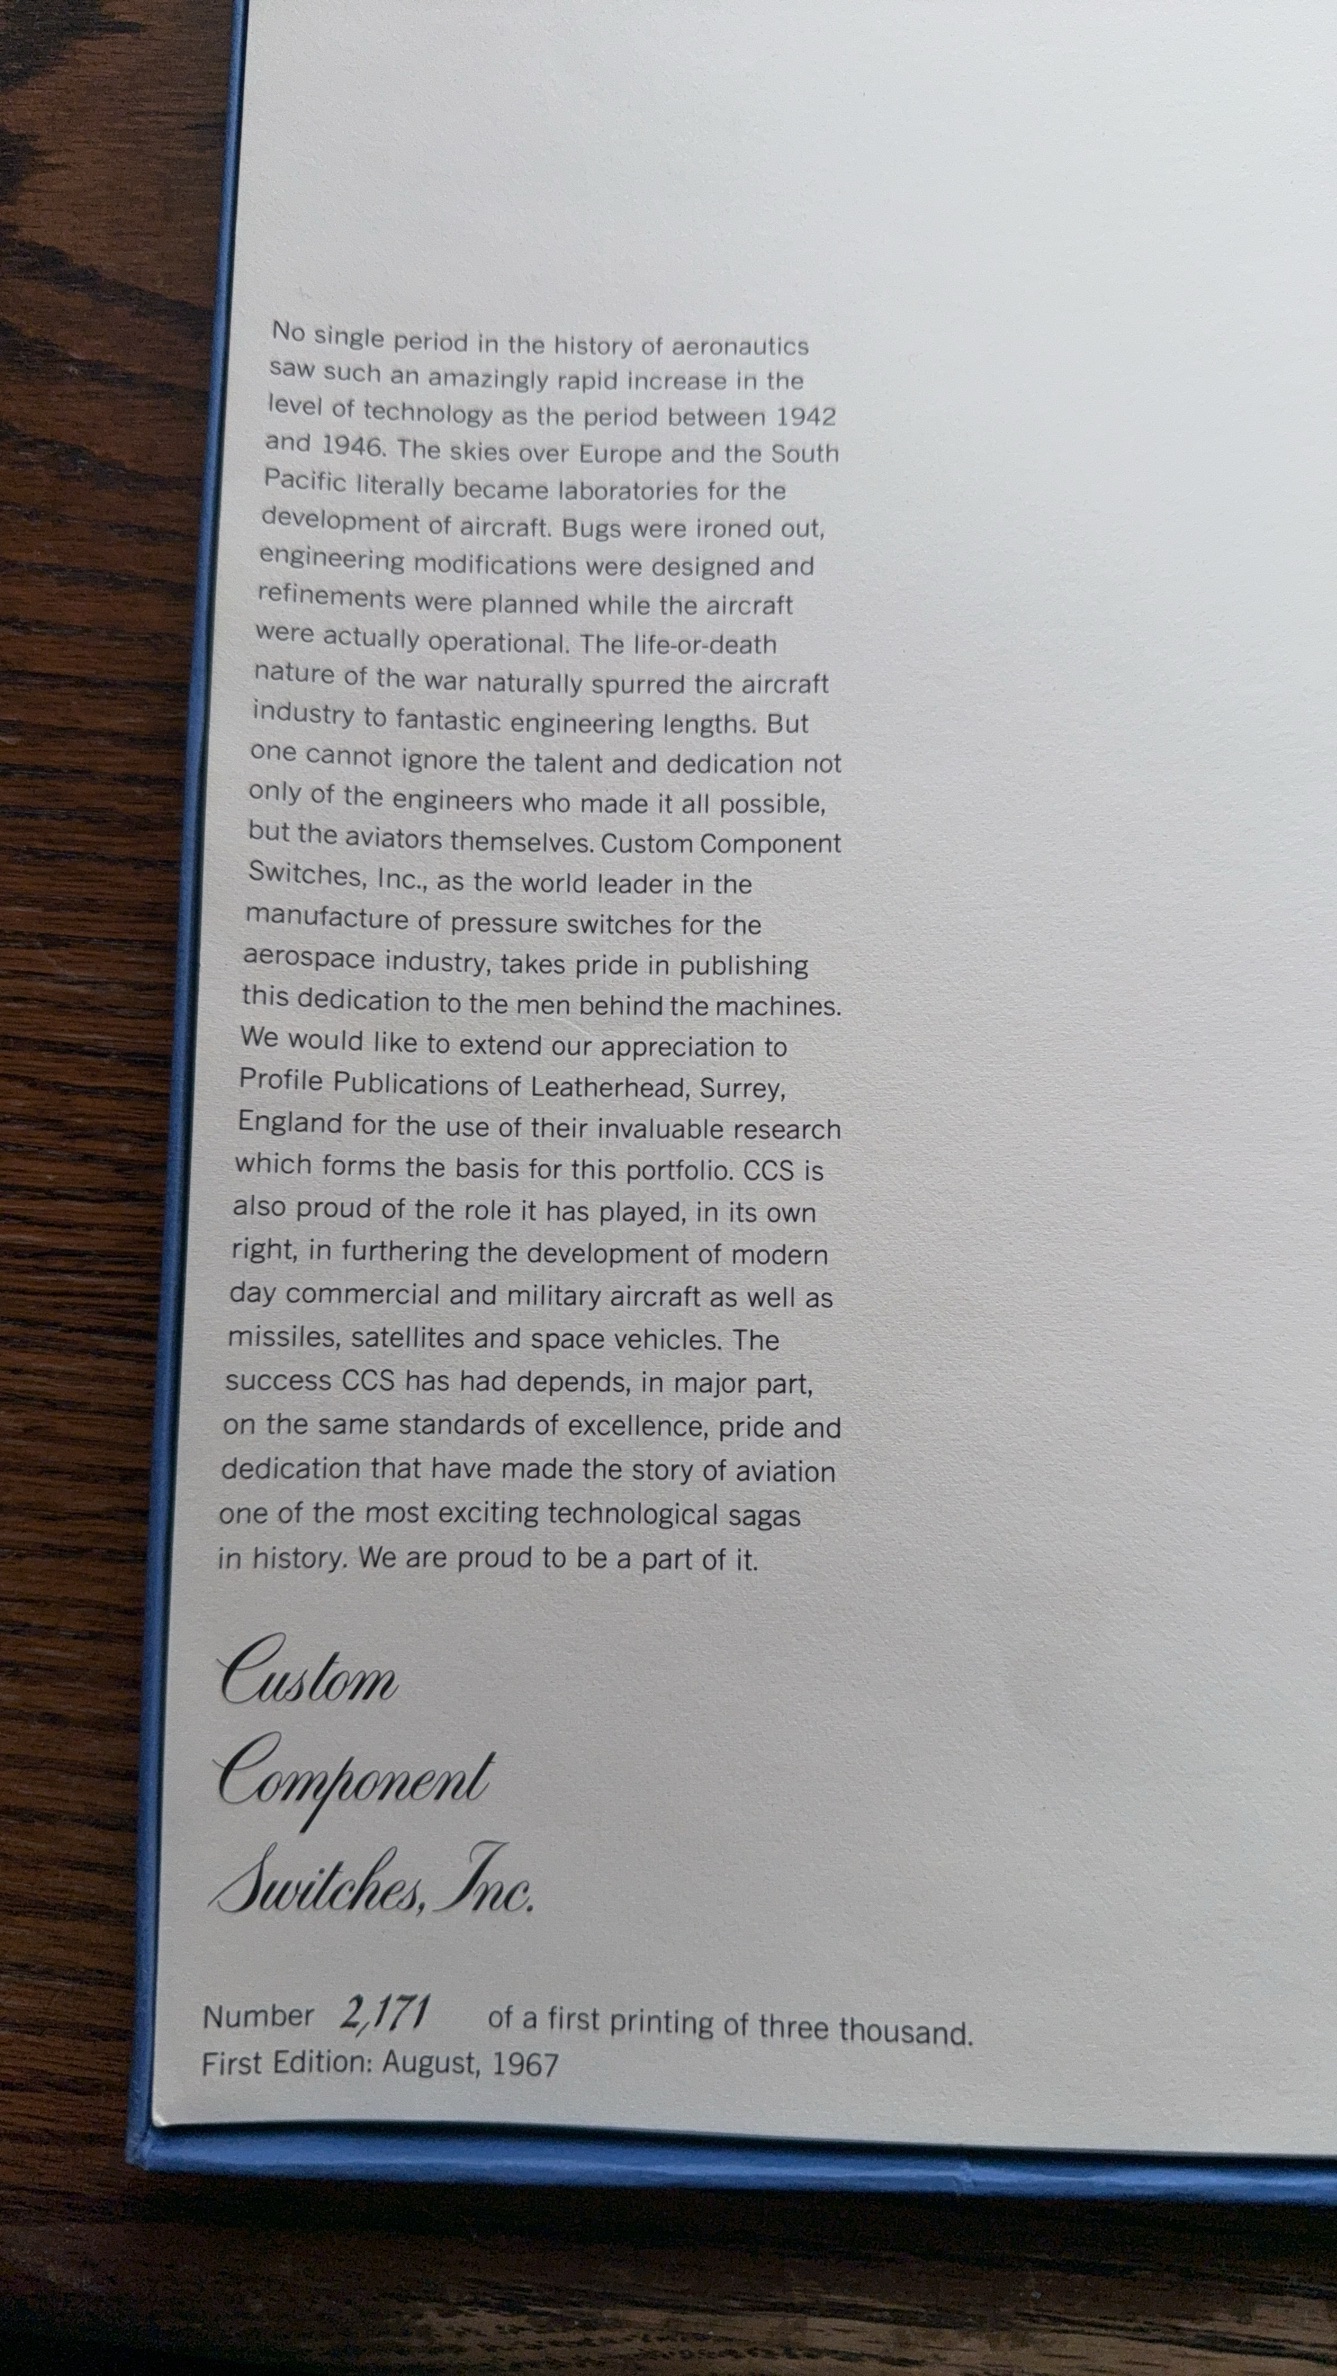 No single period in the history of aeronautics
saw such an amazingly rapid increase in the
level of technology as the period between 1942
and 1946. The skies over Europe and the South
Pacific literally became laboratories for the
development of aircraft. Bugs were ironed out,
engineering modifications were designed and
refinements were planned while the aircraft
were actually operational. The life-or-death
nature of the war naturally spurred the aircraft
industry to fantastic engineering lengths. But
one cannot ignore the talent and dedication not
only of the engineers who made it all possible,
but the aviators themselves. Custom Component
Switches, Inc., as the world leader in the
manufacture of pressure switches for the
aerospace industry, takes pride in publishing
this dedication to the men behind the machines.
We would like to extend our appreciation to
Profile Publications of Leatherhead, Surrey,
England for the use of their invaluable research
which forms the basis for this portfolio. CCS is
also proud of the role it has played, in its own
right, in furthering the development of modern
day commercial and military aircraft as well as
missiles, satellites and space vehicles. The
success CCS has had depends, in major part,
on the same standards of excellence, pride and
dedication that have made the story of aviation
one of the most exciting technological sagas
in history. We are proud to be a part of it.
Custom
Component
Switches, Inc.
Number 2,171 of a first printing of three thousand.
First Edition: August, 1967